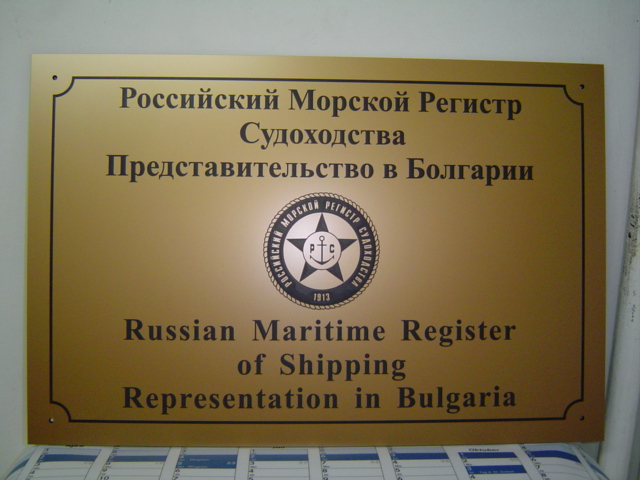 Российский Морской Регистр
Судоходства
Представительство в Болгарии
РОССИЙСКИЙ МОРСКОЙ РЕГИСТР СУДОХОДСТВА
Р С
1913
Russian Maritime Register
of Shipping
Representation in Bulgaria
Oktober